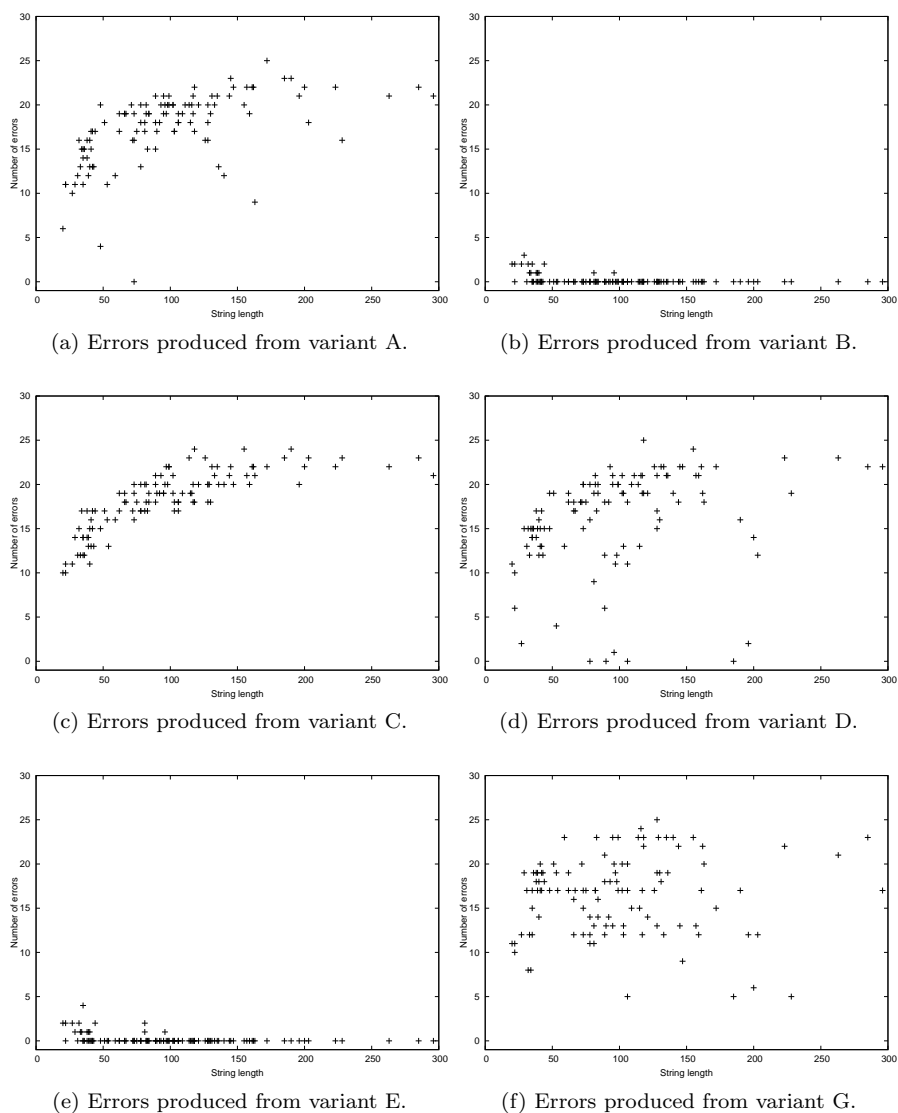 30
25
20
15
10
5
0
Number of errors
0 50 100 150 200 250 300
String length
(a) Errors produced from variant A.
30
25
20
15
10
5
0
Number of errors
0 50 100 150 200 250 300
String length
(b) Errors produced from variant B.
30
25
20
15
10
5
0
Number of errors
0 50 100 150 200 250 300
String length
(c) Errors produced from variant C.
30
25
20
15
10
5
0
Number of errors
0 50 100 150 200 250 300
String length
(d) Errors produced from variant D.
30
25
20
15
10
5
0
Number of errors
0 50 100 150 200 250 300
String length
(e) Errors produced from variant E.
30
25
20
15
10
5
0
Number of errors
0 50 100 150 200 250 300
String length
(f) Errors produced from variant G.